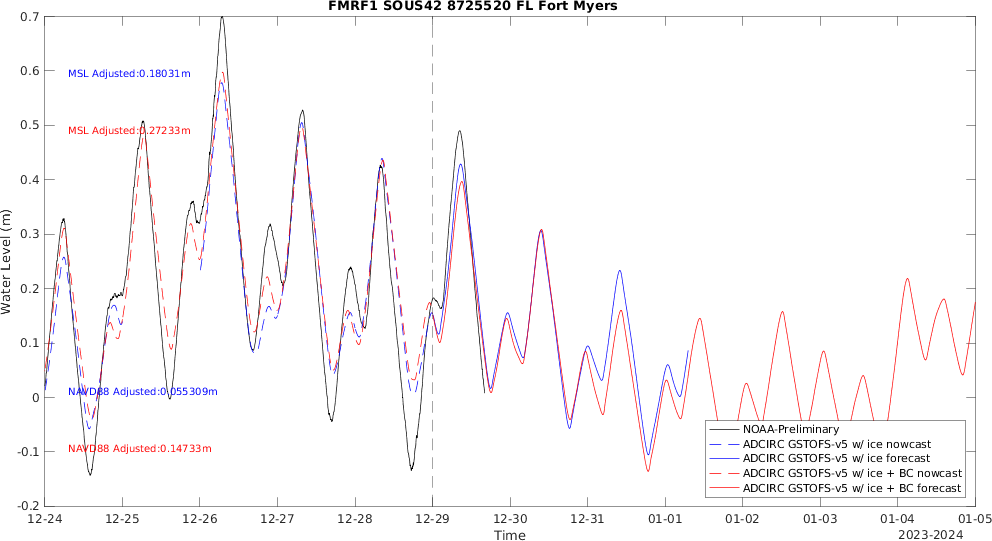 FMRF1 SOUS42 8725520 FL Fort Myers
0.7
0.6
0.5
0.4
0.3
0.2
0.1
0
-0.1
-0.2
Water Level (m)
MSL Adjusted:0.18031m
MSL Adjusted:0.27233m
NAVD88 Adjusted:0.055309m
NAVD88 Adjusted:0.14733m
NOAA-Preliminary
ADCIRC GSTOFS-v5 w/ ice nowcast
ADCIRC GSTOFS-v5 w/ ice forecast
ADCIRC GSTOFS-v5 w/ ice + BC nowcast
ADCIRC GSTOFS-v5 w/ ice + BC forecast
12-24 12-25 12-26 12-27 12-28 12-29 12-30 12-31 01-01 01-02 01-03 01-04 01-05
Time
2023-2024